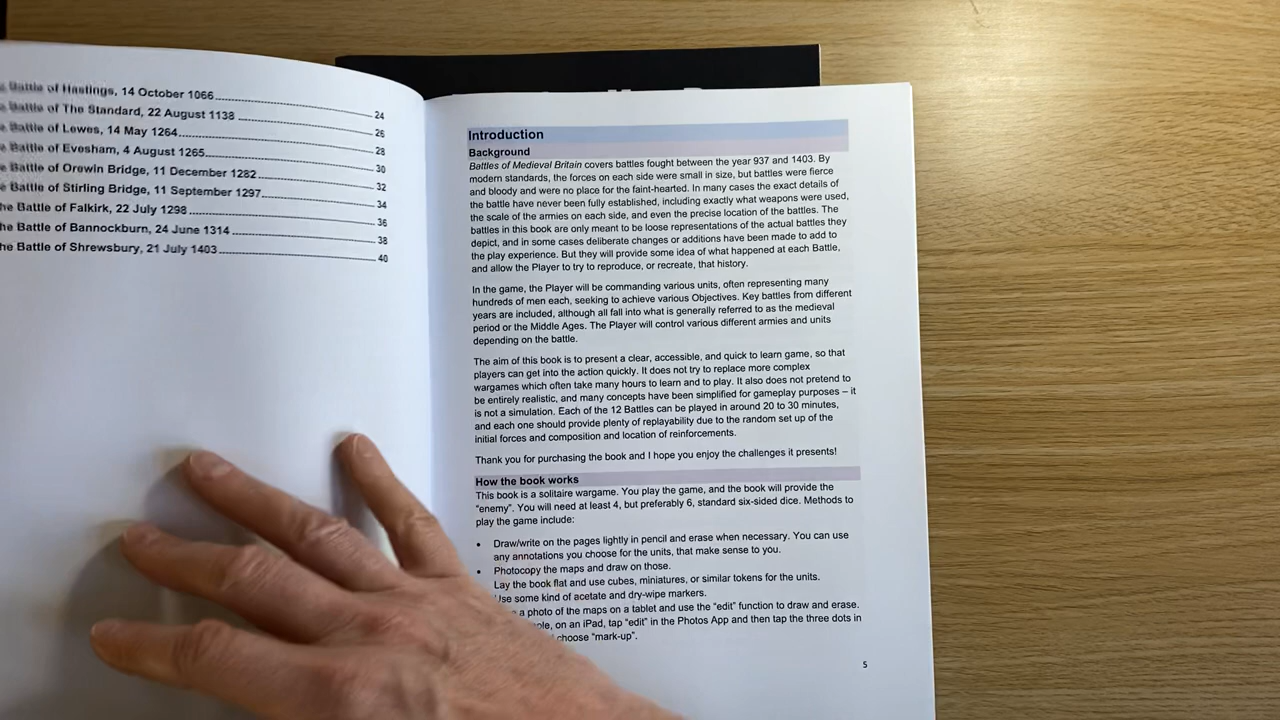 Battle of Hastings, 14 October 1066 24
Battle of The Standard, 22 August 1138 26
Battle of Lewes, 14 May 1264 28
Battle of Evesham, 4 August 1265 30
Battle of Orewin Bridge, 11 December 1282 32
Battle of Stirling Bridge, 11 September 1297 34
he Battle of Falkirk, 22 July 1298 36
he Battle of Bannockburn, 24 June 1314 38
he Battle of Shrewsbury, 21 July 1403 40
Introduction
Background
Battles of Medieval Britain covers battles fought between the year 937 and 1403. By
modern standards, the forces on each side were small in size, but battles were fierce
and bloody and were no place for the faint-hearted. In many cases the exact details of
the battle have never been fully established, including exactly what weapons were used,
the scale of the armies on each side, and even the precise location of the battles. The
battles in this book are only meant to be loose representations of the actual battles they
depict, and in some cases deliberate changes or additions have been made to add to
the play experience. But they will provide some idea of what happened at each Battle,
and allow the Player to try to reproduce, or recreate, that history.
In the game, the Player will be commanding various units, often representing many
hundreds of men each, seeking to achieve various Objectives. Key battles from different
years are included, although all fall into what is generally referred to as the medieval
period or the Middle Ages. The Player will control various different armies and units
depending on the battle.
The aim of this book is to present a clear, accessible, and quick to learn game, so that
players can get into the action quickly. It does not try to replace more complex
wargames which often take many hours to learn and to play. It also does not pretend to
be entirely realistic, and many concepts have been simplified for gameplay purposes – it
is not a simulation. Each of the 12 Battles can be played in around 20 to 30 minutes,
and each one should provide plenty of replayability due to the random set up of the
initial forces and composition and location of reinforcements.
Thank you for purchasing the book and I hope you enjoy the challenges it presents!
How the book works
This book is a solitaire wargame. You play the game, and the book will provide the
“enemy”. You will need at least 4, but preferably 6, standard six-sided dice. Methods to
play the game include:
• Draw/write on the pages lightly in pencil and erase when necessary. You can use
any annotations you choose for the units, that make sense to you.
• Photocopy the maps and draw on those.
Lay the book flat and use cubes, miniatures, or similar tokens for the units.
Use some kind of acetate and dry-wipe markers.
a photo of the maps on a tablet and use the “edit” function to draw and erase.
on an iPad, tap “edit” in the Photos App and then tap the three dots in
choose “mark-up”.
5